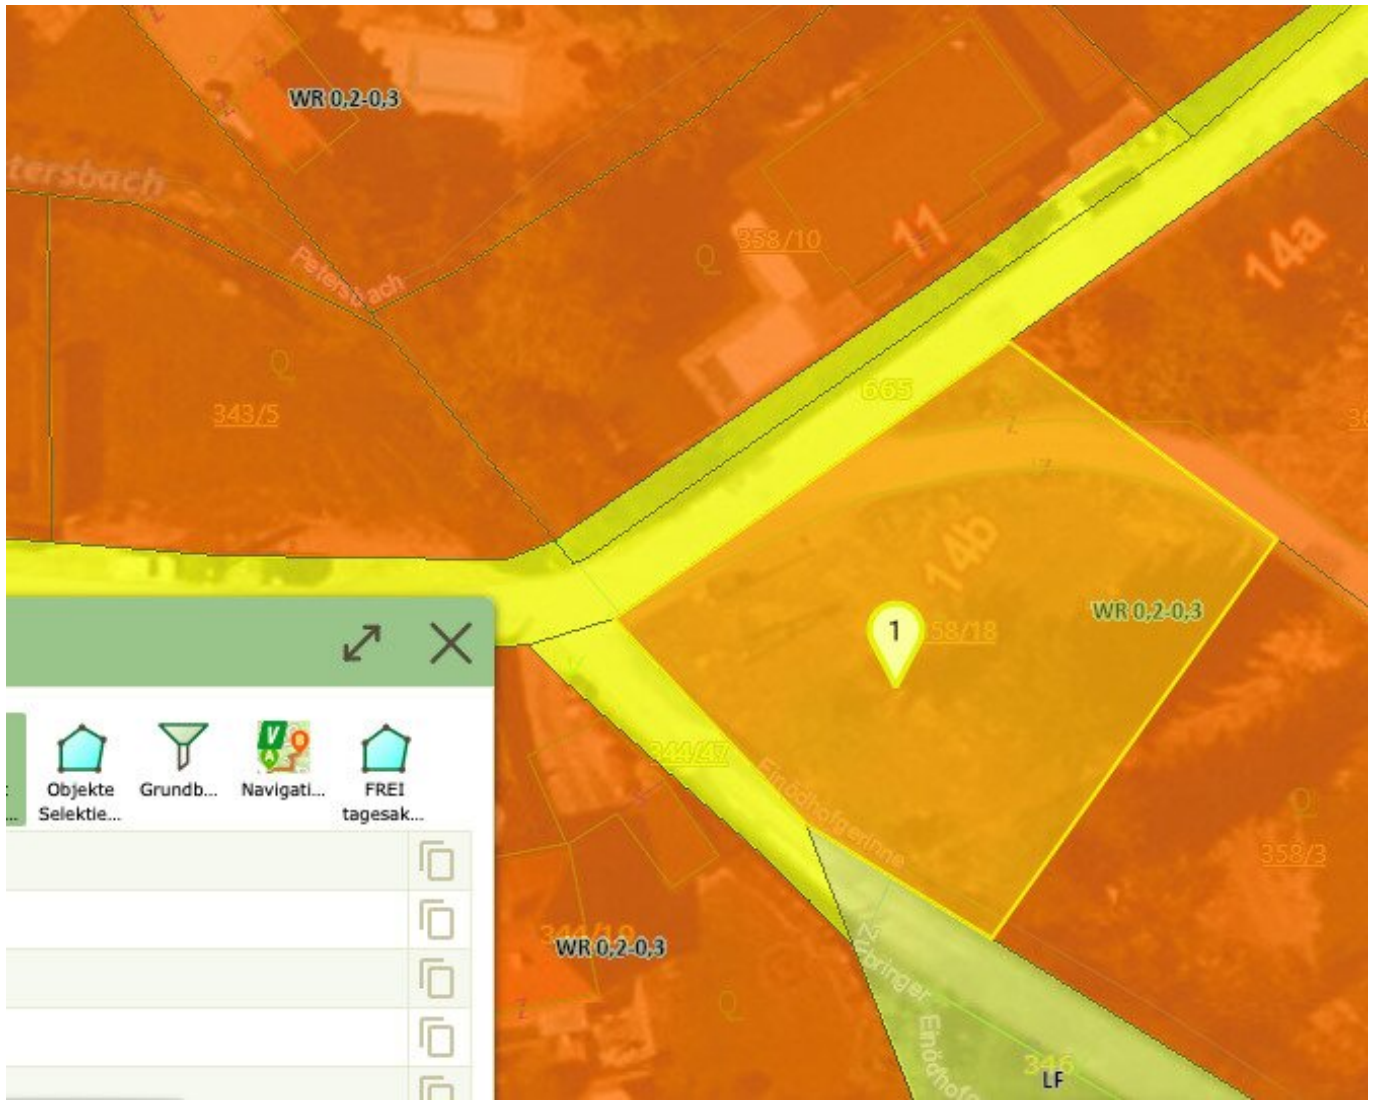 WR 0,2-0,3
tersbach
Petersbach
358/10
11
14a
343/5
665
14b
WR 0,2-0,3
1
58/18
344/47
Einödhofgerinne
358/3
WR 0,2-0,3
346
LF
Objekte
Selektie...
Grundb...
Navigati...
FREI
tagesak...